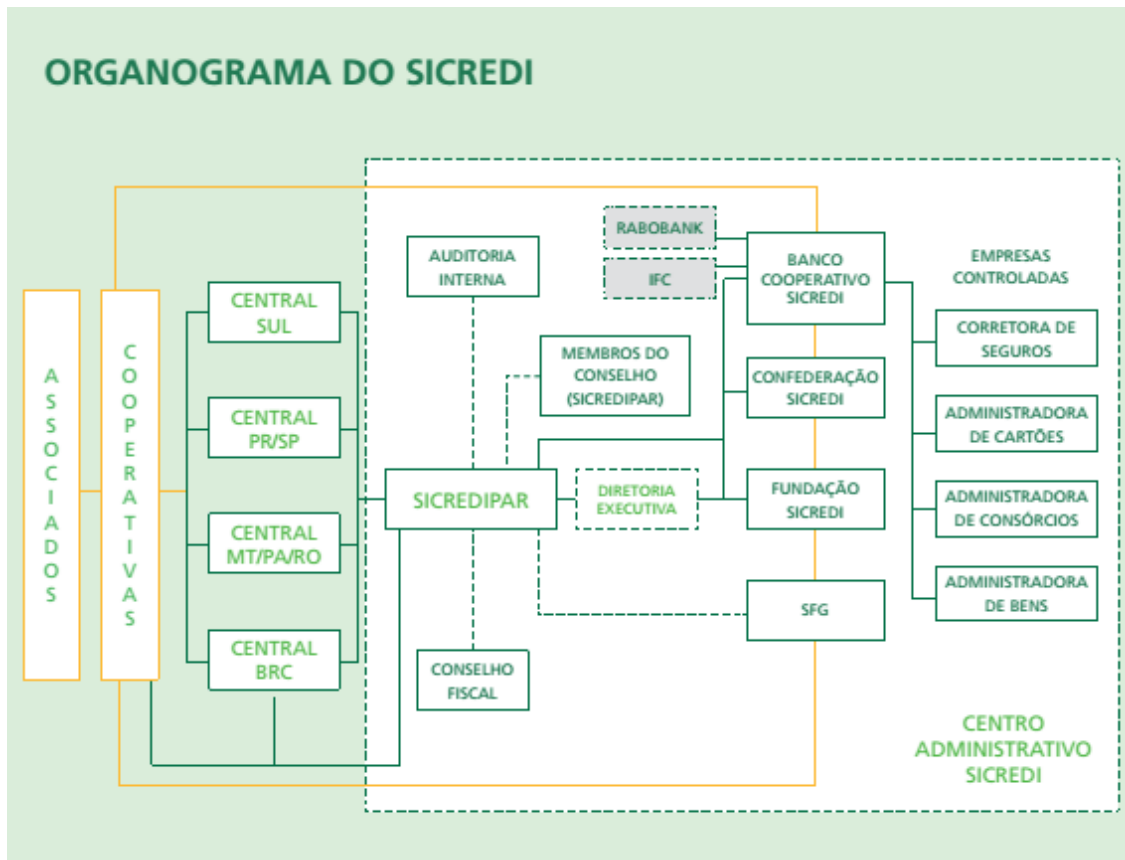 ORGANOGRAMA DO SICREDI
ASSOCIADOS
COOPERATIVAS
CENTRAL
SUL
CENTRAL
PR/SP
CENTRAL
MT/PA/RO
CENTRAL
BRC
AUDITORIA
INTERNA
MEMBROS DO
CONSELHO
(SICREDIPAR)
SICREDIPAR
DIRETORIA
EXECUTIVA
CONSELHO
FISCAL
RABOBANK
IFC
BANCO
COOPERATIVO
SICREDI
CONFEDERAÇÃO
SICREDI
FUNDAÇÃO
SICREDI
SFG
EMPRESAS
CONTROLADAS
CORRETORA DE
SEGUROS
ADMINISTRADORA
DE CARTÕES
ADMINISTRADORA
DE CONSÓRCIOS
ADMINISTRADORA
DE BENS
CENTRO
ADMINISTRATIVO
SICREDI